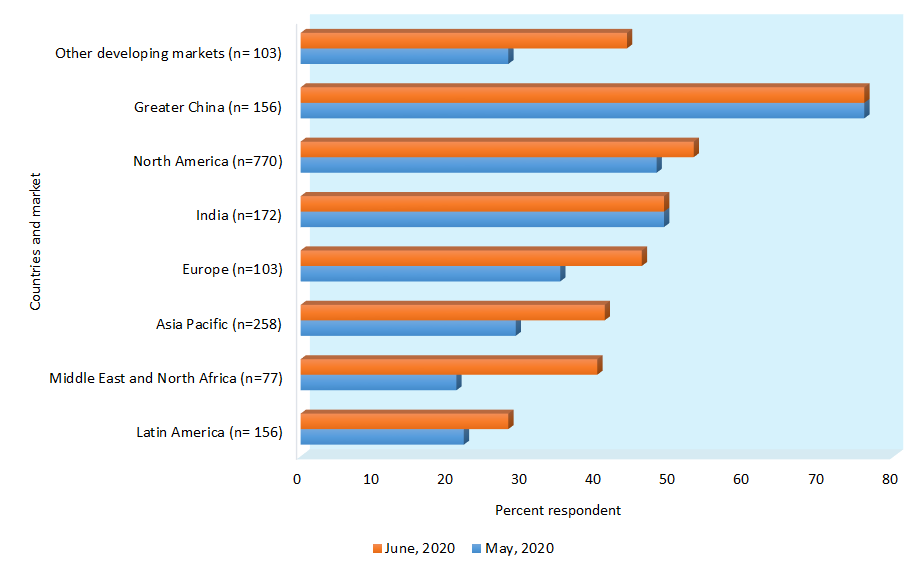 Countries and market
Other developing markets (n= 103)
Greater China (n= 156)
North America (n=770)
India (n=172)
Europe (n=103)
Asia Pacific (n=258)
Middle East and North Africa (n=77)
Latin America (n= 156)
0 10 20 30 40 50 60 70 80
Percent respondent
June, 2020 May, 2020